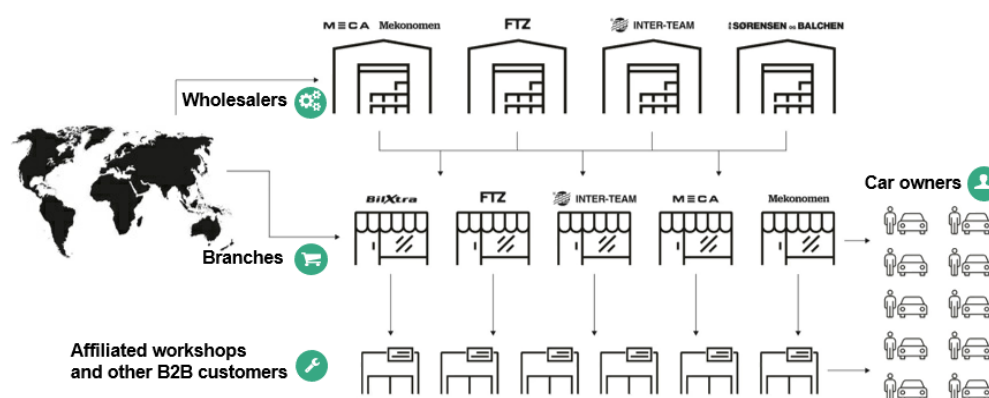 MECA Mekonomen
FTZ
INTER-TEAM
SØRENSEN OG BALCHEN
Wholesalers
Car owners
BilXtra
FTZ
INTER-TEAM
MECA
Mekonomen
Branches
Affiliated workshops
and other B2B customers